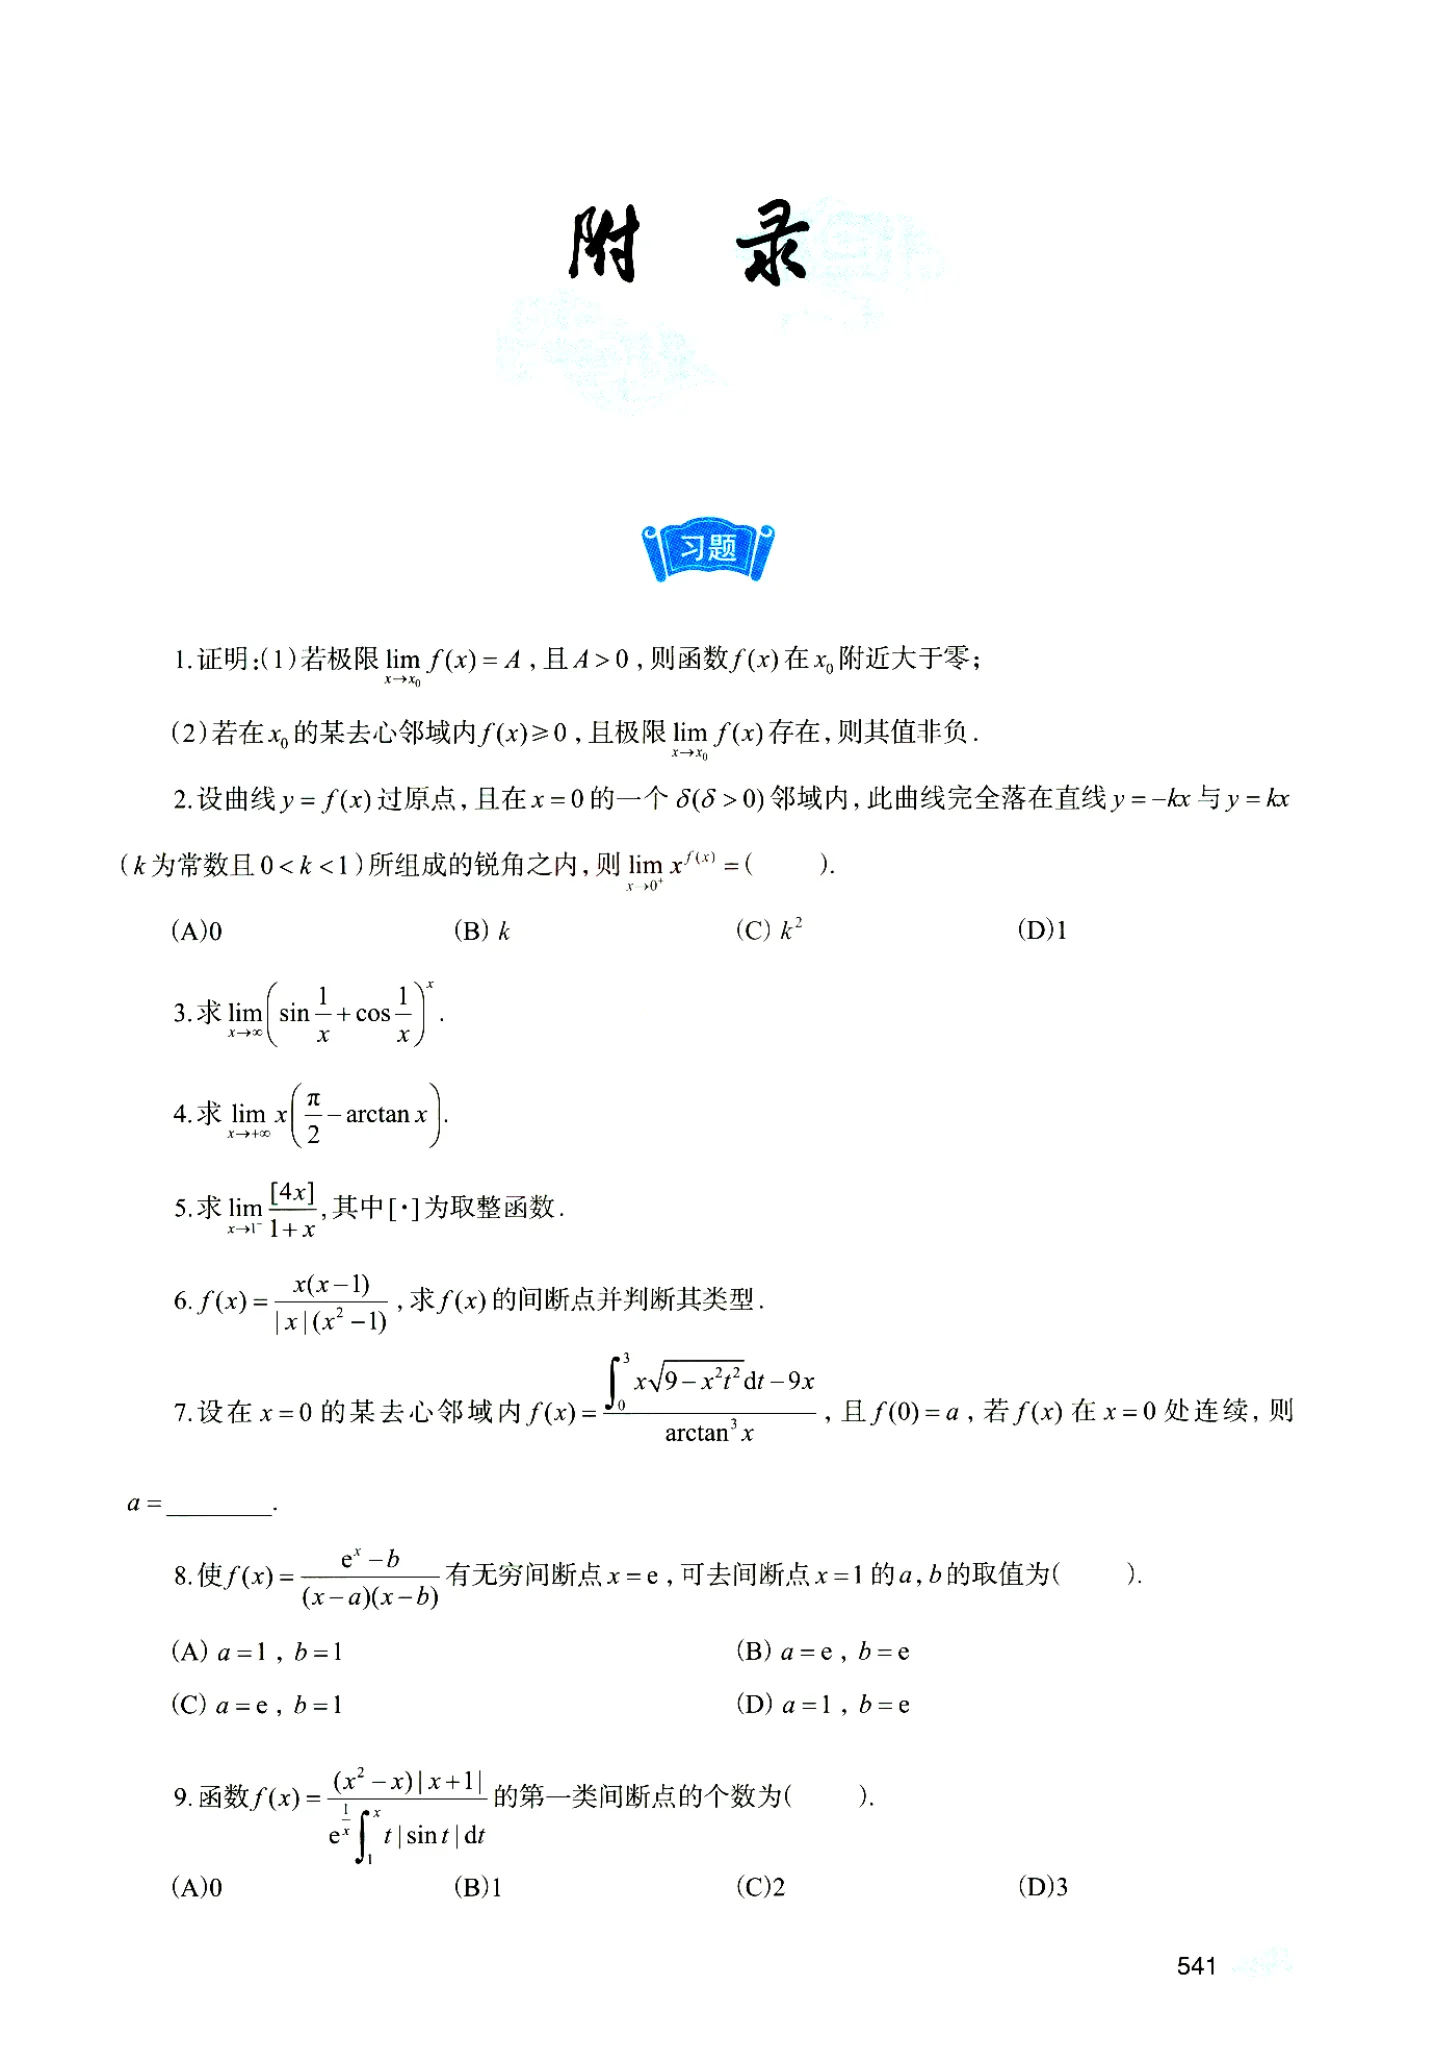 附 录
习题
1.证明:(1)若极限 $\lim_{x \to x_0} f(x) = A$ ,且 $A > 0$ ,则函数 $f(x)$ 在 $x_0$ 附近大于零;
(2)若在 $x_0$ 的某去心邻域内 $f(x) \geqslant 0$ ,且极限 $\lim_{x \to x_0} f(x)$ 存在,则其值非负.
2.设曲线 $y = f(x)$ 过原点,且在 $x = 0$ 的一个 $\delta(\delta > 0)$ 邻域内,此曲线完全落在直线 $y = -kx$ 与 $y = kx$
( $k$ 为常数且 $0 < k < 1$ )所组成的锐角之内,则 $\lim_{x \to 0^+} x^{f(x)} =$ (  ).
(A)0 (B) $k$ (C) $k^2$ (D)1
3.求 $\lim_{x \to \infty} \left( \sin \frac{1}{x} + \cos \frac{1}{x} \right)^x$ .
4.求 $\lim_{x \to +\infty} x \left( \frac{\pi}{2} - \arctan x \right)$.
5.求 $\lim_{x \to 1^-} \frac{[4x]}{1+x}$,其中[·]为取整函数.
6. $f(x) = \frac{x(x-1)}{|x|(x^2-1)}$ ,求 $f(x)$ 的间断点并判断其类型.
7.设在 $x = 0$ 的某去心邻域内 $f(x) = \frac{\int_0^3 x\sqrt{9-x^2t^2}\mathrm{d}t - 9x}{\arctan^3 x}$ ,且 $f(0) = a$ ,若 $f(x)$ 在 $x = 0$ 处连续,则
$a =$ ________.
8.使 $f(x) = \frac{\mathrm{e}^x - b}{(x-a)(x-b)}$ 有无穷间断点 $x = \mathrm{e}$ ,可去间断点 $x = 1$ 的 $a, b$ 的取值为(  ).
(A) $a = 1$ , $b = 1$ (B) $a = \mathrm{e}$ , $b = \mathrm{e}$
(C) $a = \mathrm{e}$ , $b = 1$ (D) $a = 1$ , $b = \mathrm{e}$
9.函数 $f(x) = \frac{(x^2-x)|x+1|}{\mathrm{e}^{\frac{1}{x}} \int_1^x t|\sin t|\mathrm{d}t}$ 的第一类间断点的个数为(  ).
(A)0 (B)1 (C)2 (D)3
541